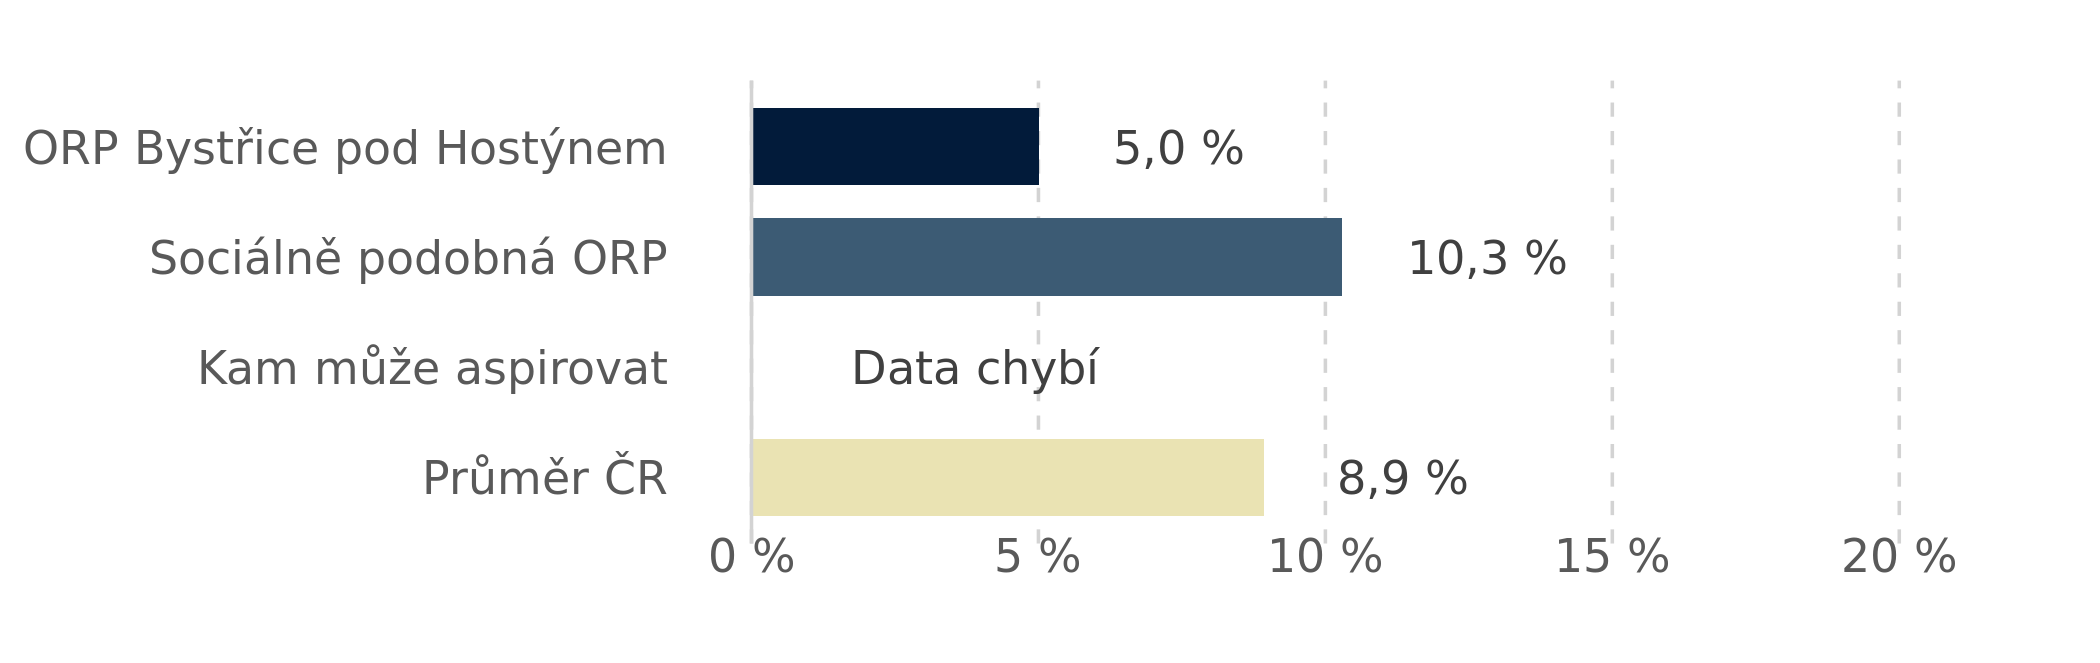 ORP Bystřice pod Hostýnem 5,0 %
Sociálně podobná ORP 10,3 %
Kam může aspirovat Data chybí
Průměr ČR 8,9 %
0 % 5 % 10 % 15 % 20 %